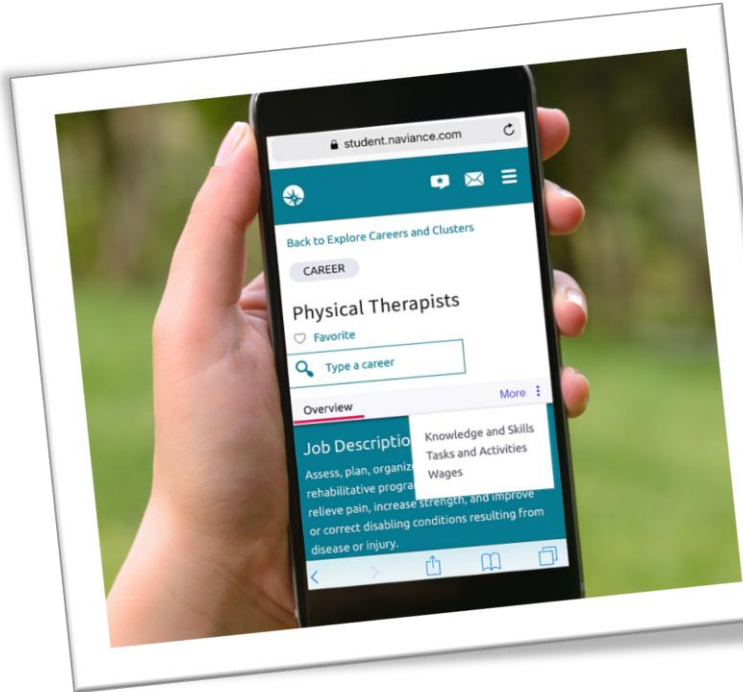 student.naviance.com
Back to Explore Careers and Clusters
CAREER
Physical Therapists
Favorite
Type a career
Overview
More
Knowledge and Skills
Tasks and Activities
Wages
Job Descriptio
Assess, plan, organiz
rehabilitative progra
relieve pain, increase strength, and improve
or correct disabling conditions resulting from
disease or injury.